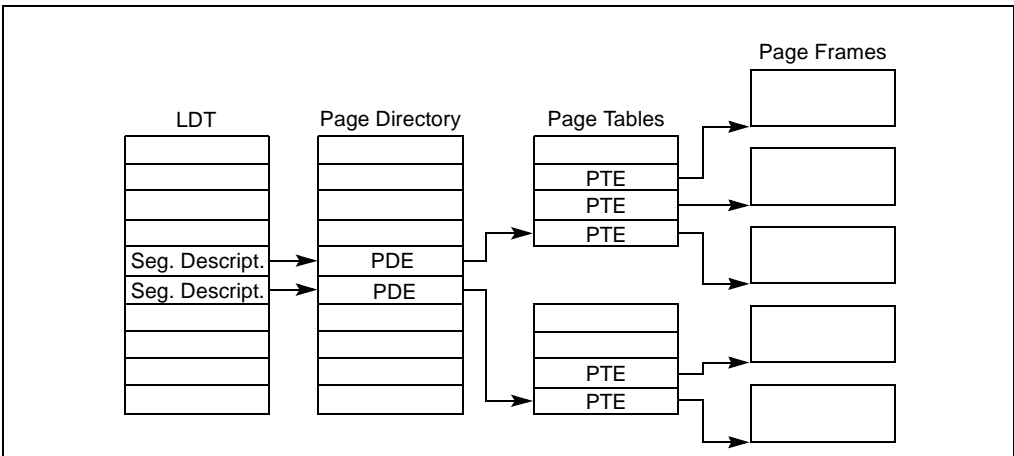 Page Frames
LDT
Page Directory
Page Tables
PTE
PTE
PTE
Seg. Descript.
PDE
Seg. Descript.
PDE
PTE
PTE